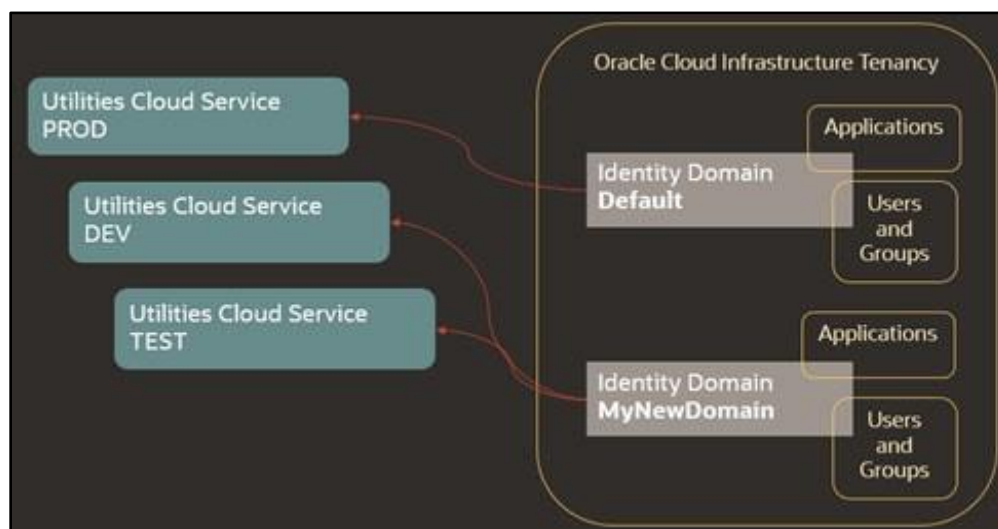 Oracle Cloud Infrastructure Tenancy
Utilities Cloud Service
PROD
Applications
Identity Domain
Default
Utilities Cloud Service
DEV
Users
and
Groups
Utilities Cloud Service
TEST
Applications
Identity Domain
MyNewDomain
Users
and
Groups